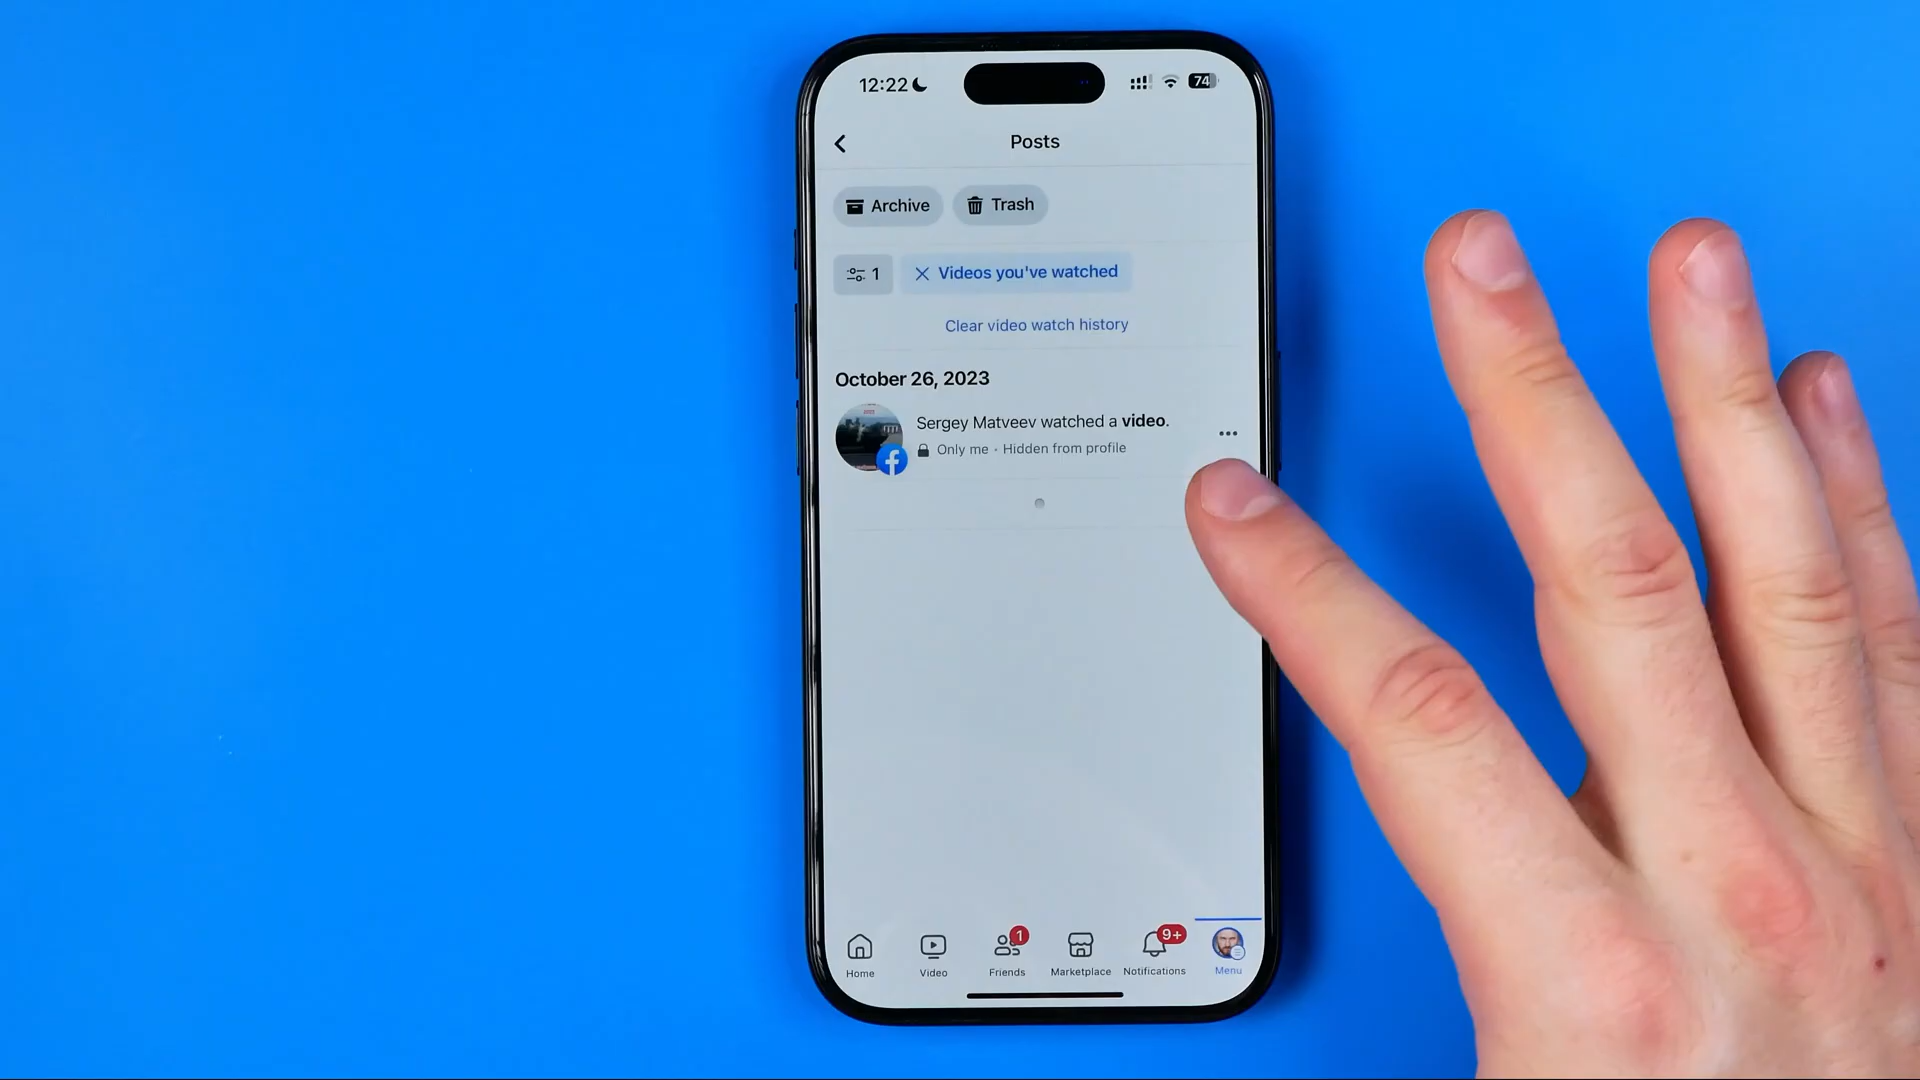 12:22
74
Posts
Archive
Trash
1
Videos you've watched
Clear video watch history
October 26, 2023
Sergey Matveev watched a video.
Only me · Hidden from profile
1
9+
Home
Video
Friends
Marketplace
Notifications
Menu